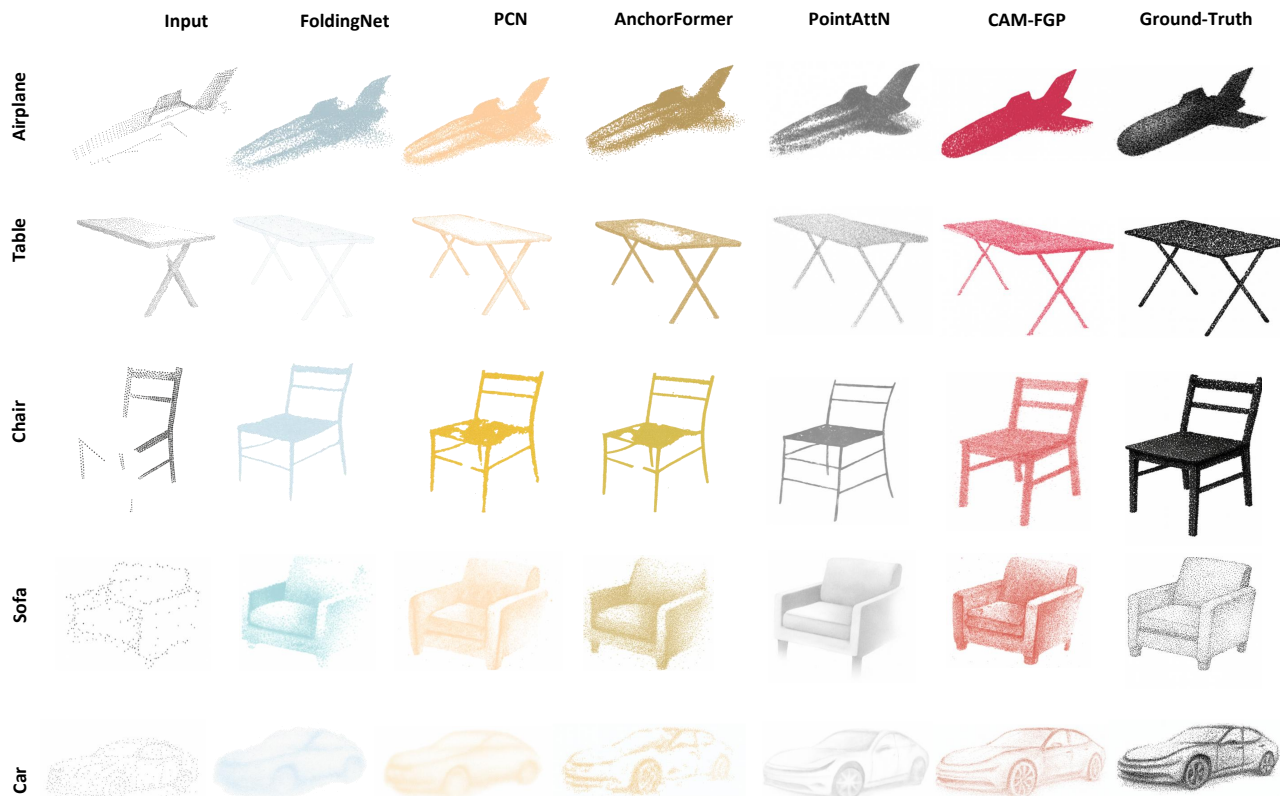 Input FoldingNet PCN AnchorFormer PointAttN CAM-FGP Ground-Truth
Airplane
Table
Chair
Sofa
Car